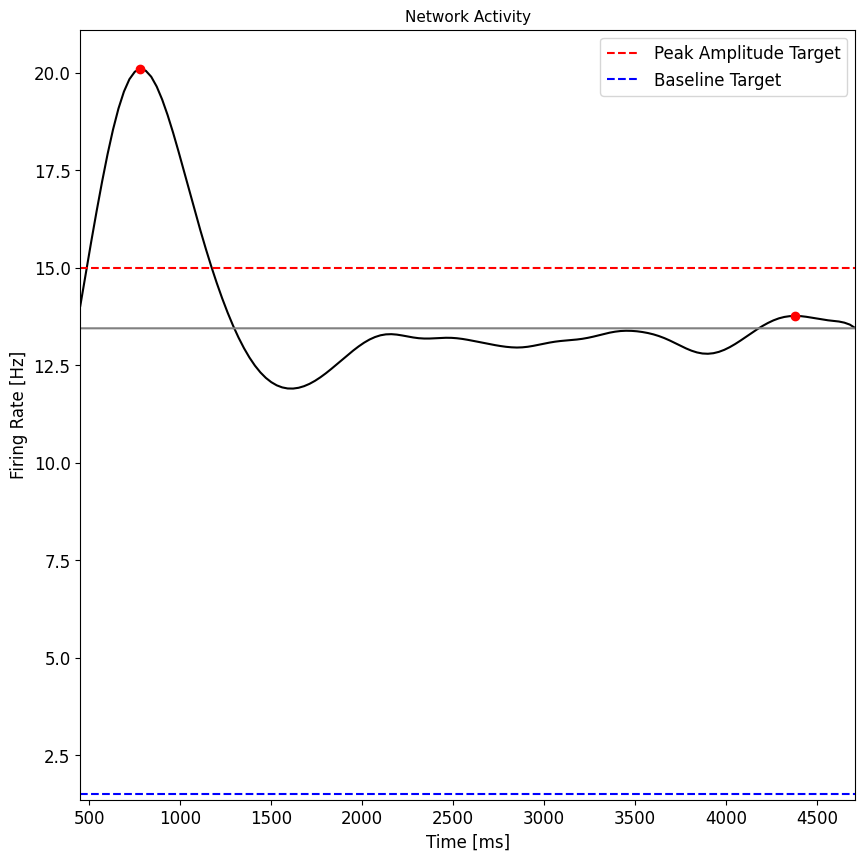 Network Activity
Peak Amplitude Target
Baseline Target
Firing Rate [Hz]
20.0
17.5
15.0
12.5
10.0
7.5
5.0
2.5
500 1000 1500 2000 2500 3000 3500 4000 4500
Time [ms]